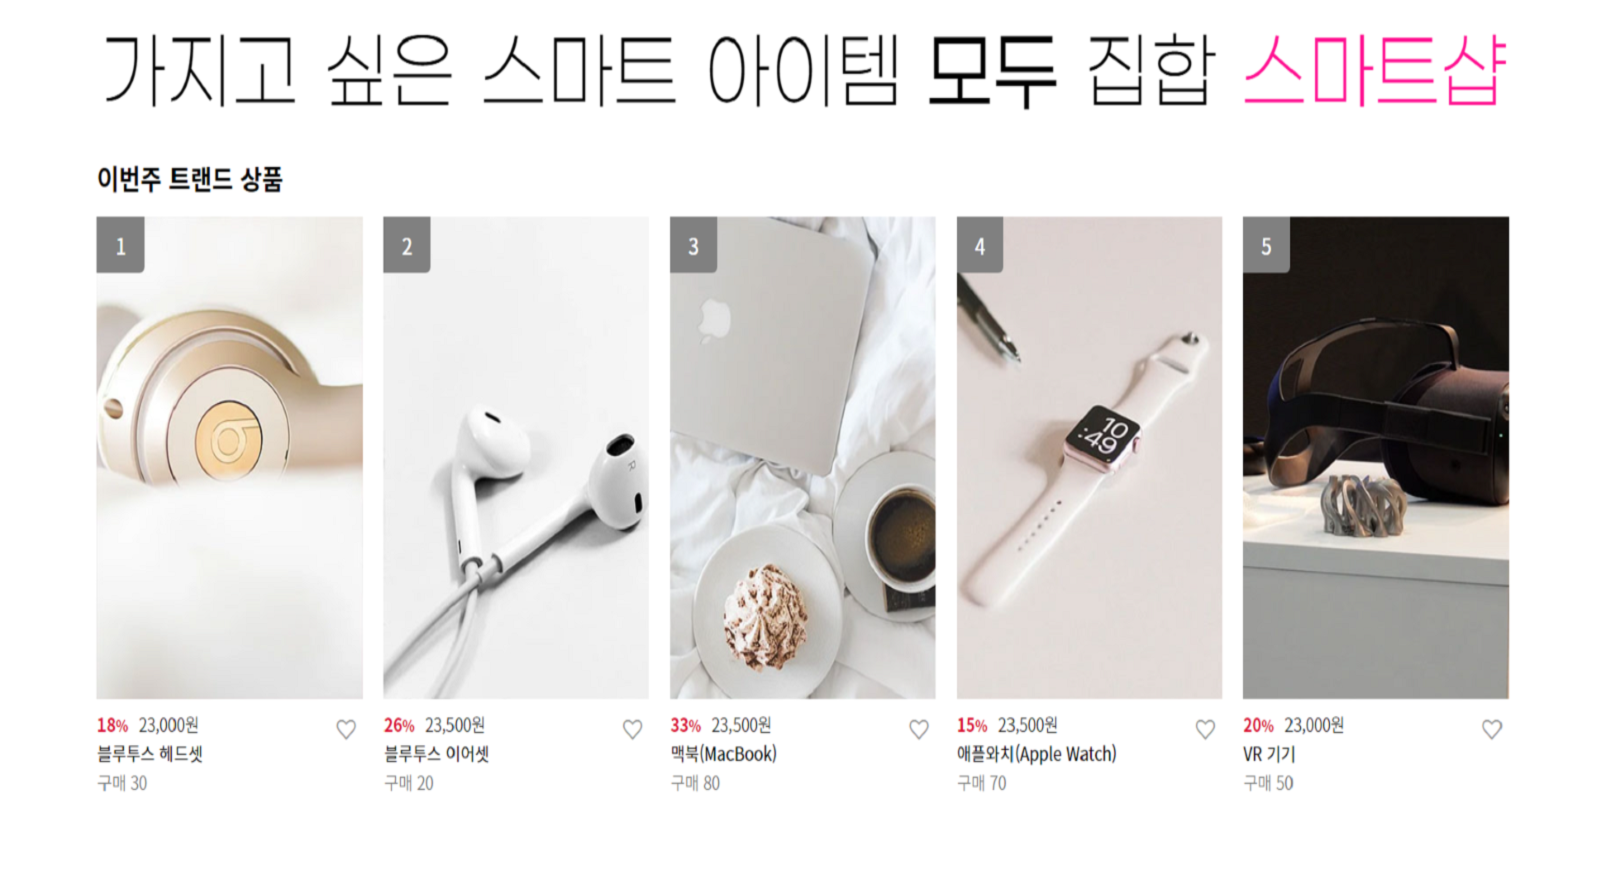 가지고 싶은 스마트 아이템 모두 집합 스마트샵
이번주 트랜드 상품
1
2
3
4
5
10
:49
18% 23,000원
블루투스 헤드셋
구매 30
26% 23,500원
블루투스 이어셋
구매 20
33% 23,500원
맥북(MacBook)
구매 80
15% 23,500원
애플와치(Apple Watch)
구매 70
20% 23,000원
VR 기기
구매 50